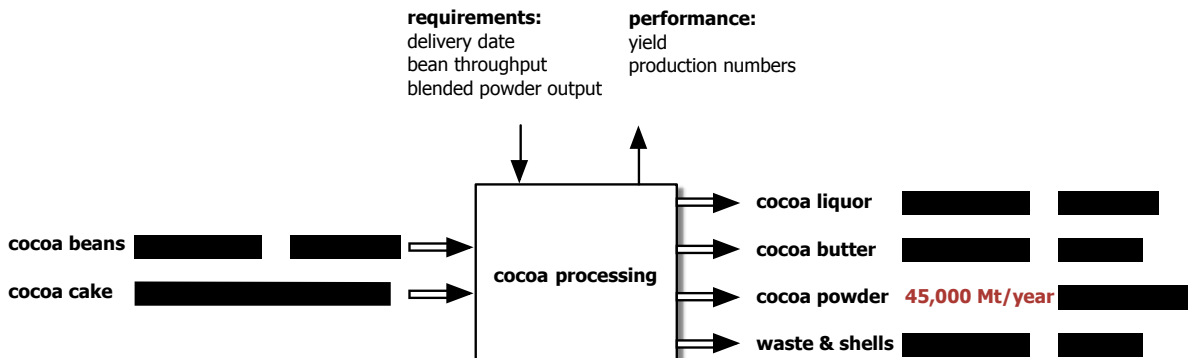 requirements:
delivery date
bean throughput
blended powder output
performance:
yield
production numbers
cocoa beans
cocoa cake
cocoa processing
cocoa liquor
cocoa butter
cocoa powder 45,000 Mt/year
waste & shells